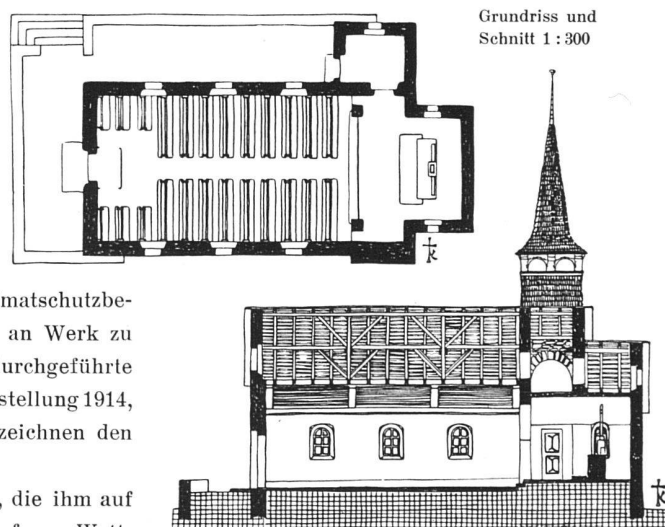 Grundriss und
Schnitt 1 : 300
matschutzbe-
an Werk zu
urchgeführte
stellung 1914,
zeichnen den
, die ihm auf